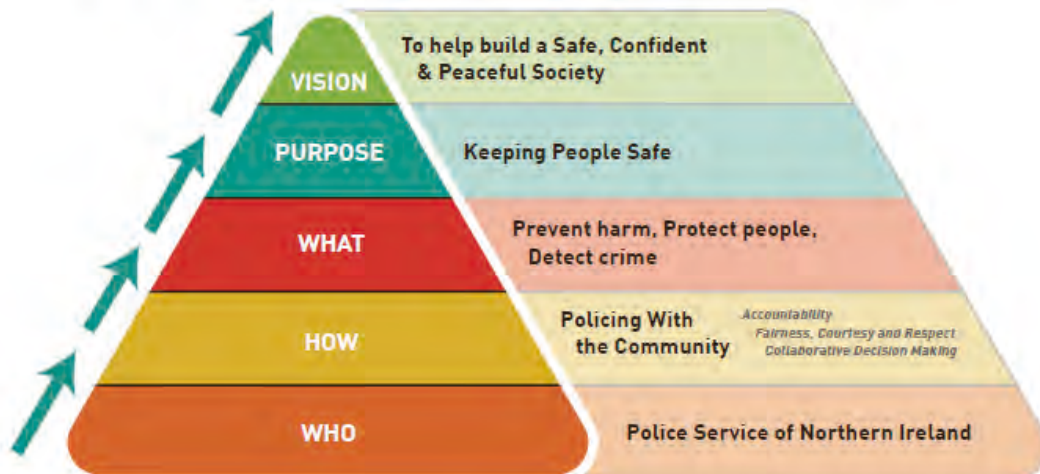 VISION
To help build a Safe, Confident
& Peaceful Society
PURPOSE
Keeping People Safe
WHAT
Prevent harm, Protect people,
Detect crime
HOW
Policing With
the Community
Accountability
Fairness, Courtesy and Respect
Collaborative Decision Making
WHO
Police Service of Northern Ireland